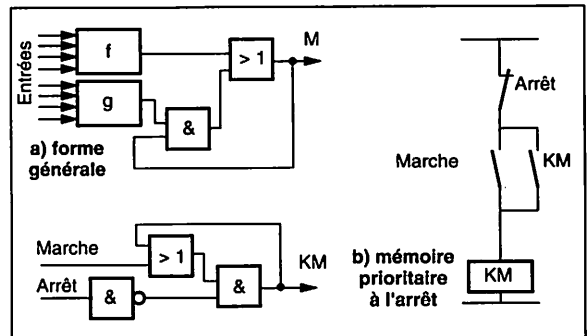 Entrées
f
g
&
> 1
M
a) forme
générale
Marche
Arrêt
&
> 1
&
KM
Arrêt
Marche
KM
b) mémoire
prioritaire
à l'arrêt
KM